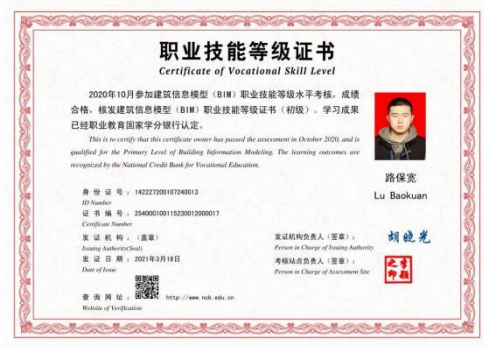 职业技能等级证书
Certificate of Vocational Skill Level
2020年10月参加建筑信息模型（BIM）职业技能等级水平考核，成绩
合格，核发建筑信息模型（BIM）职业技能等级证书（初级）。学习成果
已经职业教育国家学分银行认定。
This is to certify that this certificate owner has passed the assessment in October 2020, and is
qualified for the Primary Level of Building Information Modeling. The learning outcomes are
recognized by the National Credit Bank for Vocational Education.
路保宽
Lu Baokuan
身 份 证 号：142227200107240013
ID Number
证 书 编 号：254000100115230012000017
Certificate Number
发 证 机 构：（盖章）
Issuing Authority(Seal)
发 证 日 期：2021年3月18日
Date of Issue
发证机构负责人（签章）：
胡晓光
Person in Charge of Issuing Authority
考核站点负责人（签章）：
Person in Charge of Assessment Site
查 询 网 址：
http://www.ncb.edu.cn
Website of Verification